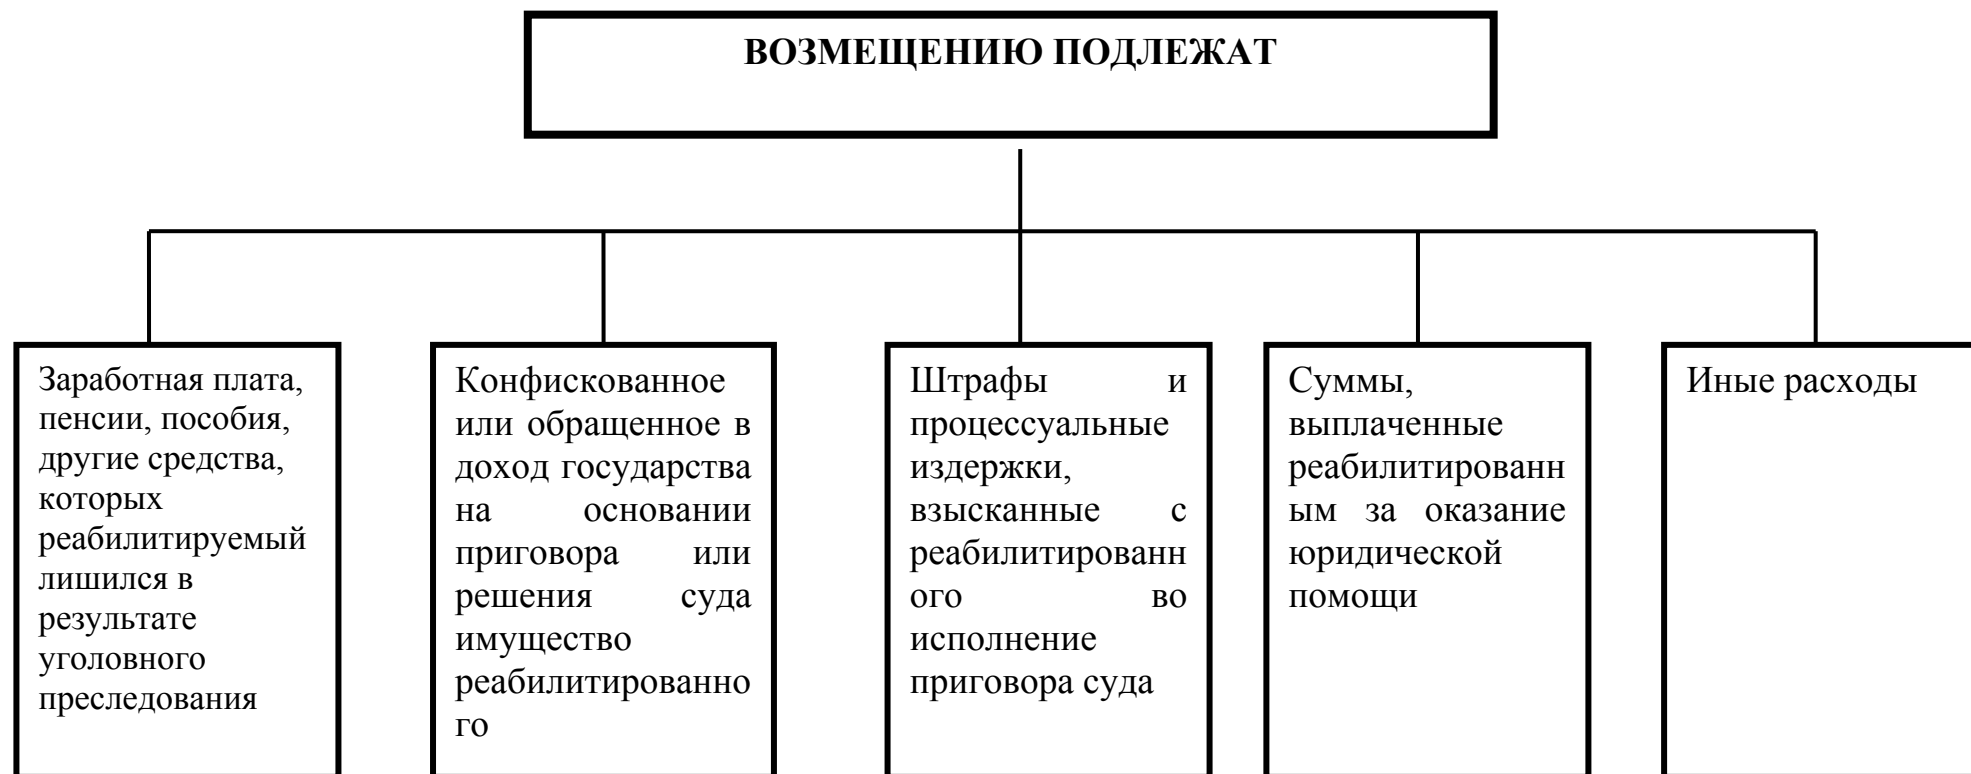 ВОЗМЕЩЕНИЮ ПОДЛЕЖАТ
Заработная плата,
пенсии, пособия,
другие средства,
которых
реабилитируемый
лишился в
результате
уголовного
преследования
Конфискованное
или обращенное в
доход государства
на основании
приговора или
решения суда
имущество
реабилитированно
го
Штрафы и
процессуальные
издержки,
взысканные с
реабилитированн
ого во
исполнение
приговора суда
Суммы,
выплаченные
реабилитированн
ым за оказание
юридической
помощи
Иные расходы